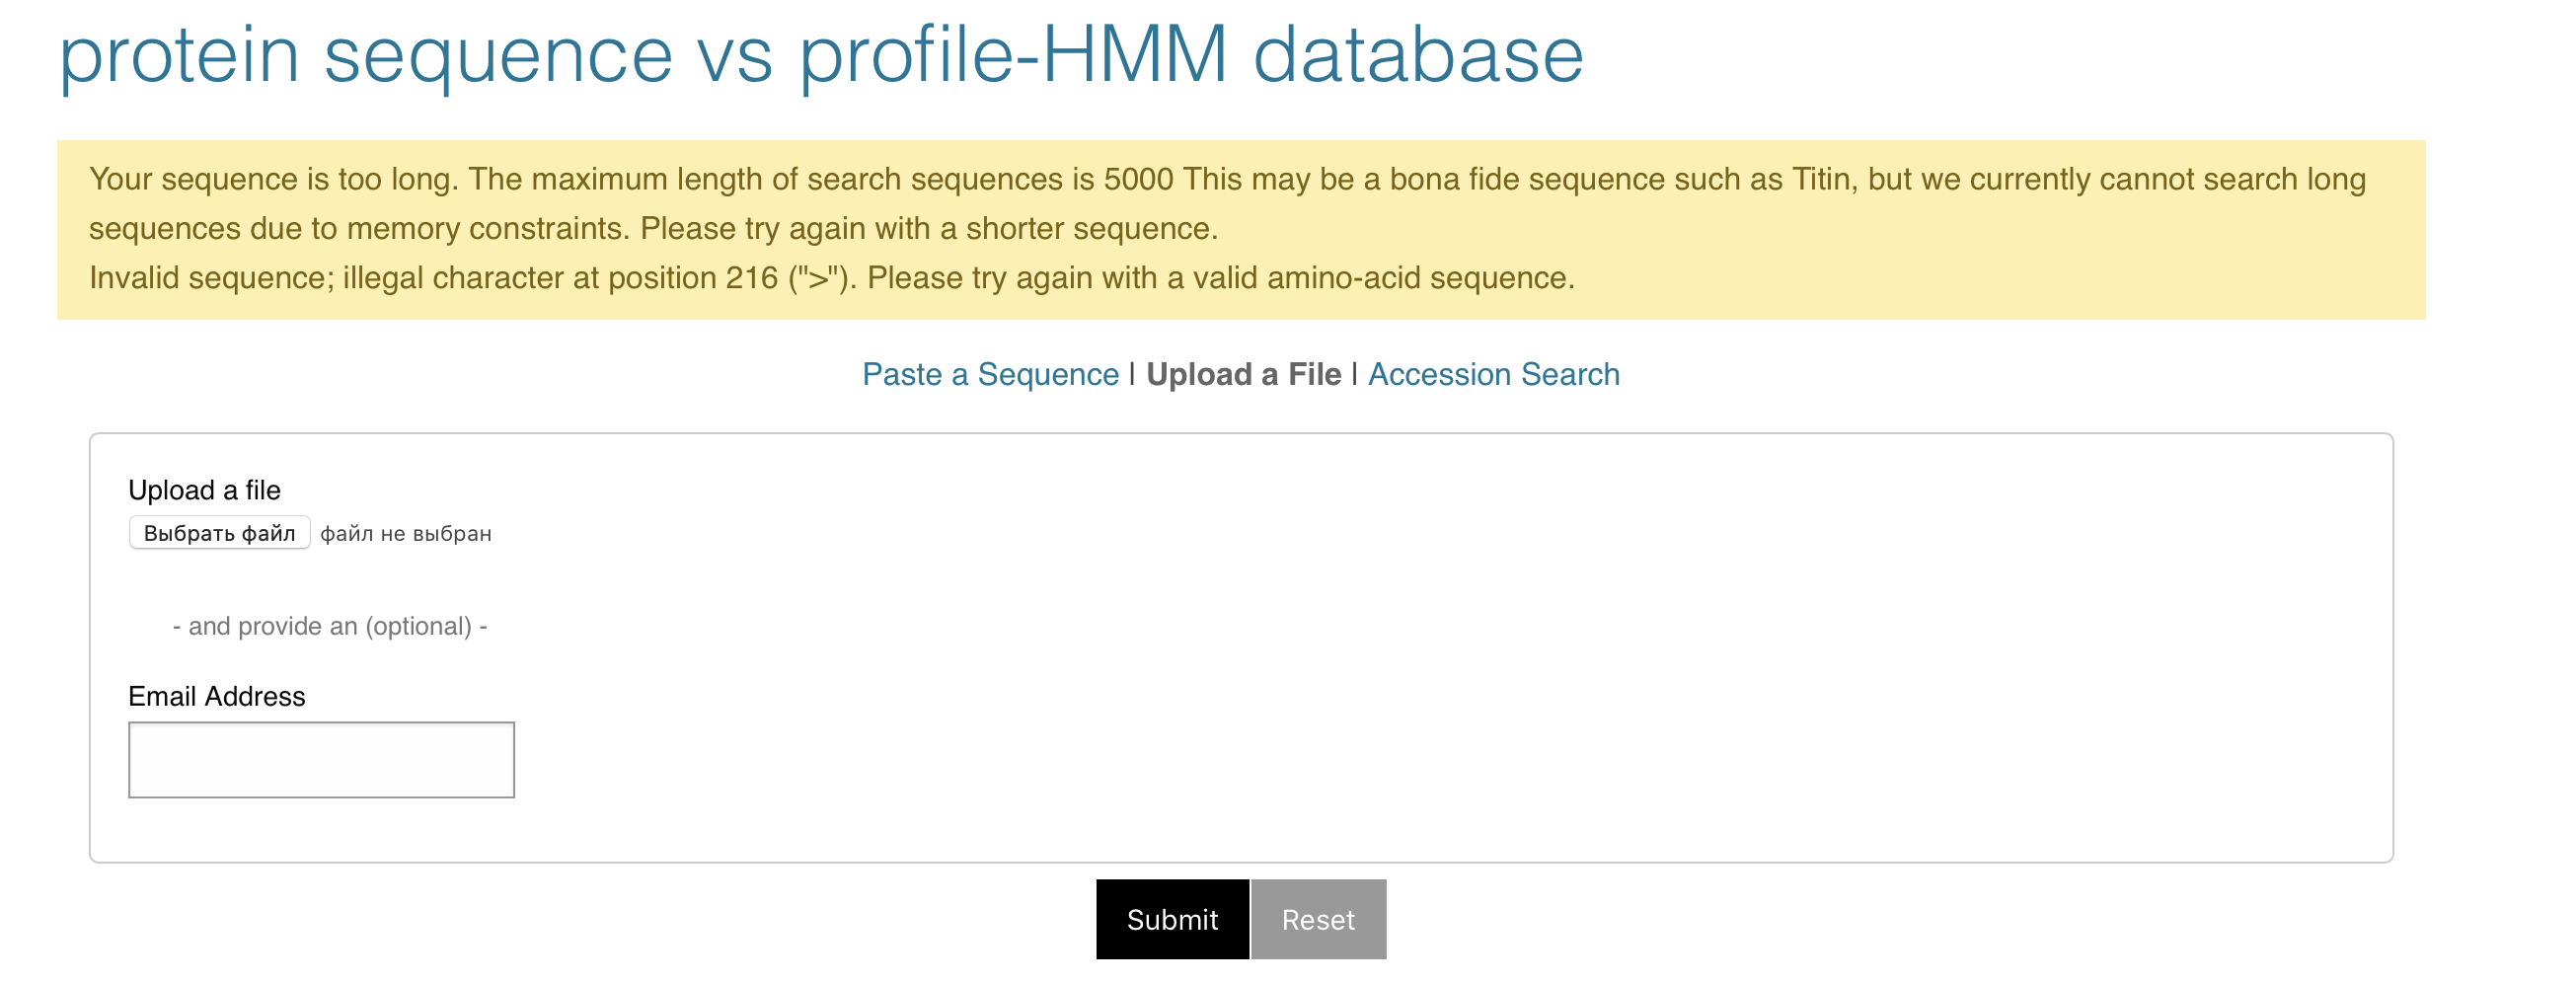 protein sequence vs profile-HMM database
Your sequence is too long. The maximum length of search sequences is 5000 This may be a bona fide sequence such as Titin, but we currently cannot search long
sequences due to memory constraints. Please try again with a shorter sequence.
Invalid sequence; illegal character at position 216 (">"). Please try again with a valid amino-acid sequence.
Paste a Sequence | Upload a File | Accession Search
Upload a file
Выбрать файл файл не выбран
- and provide an (optional) -
Email Address
Submit Reset